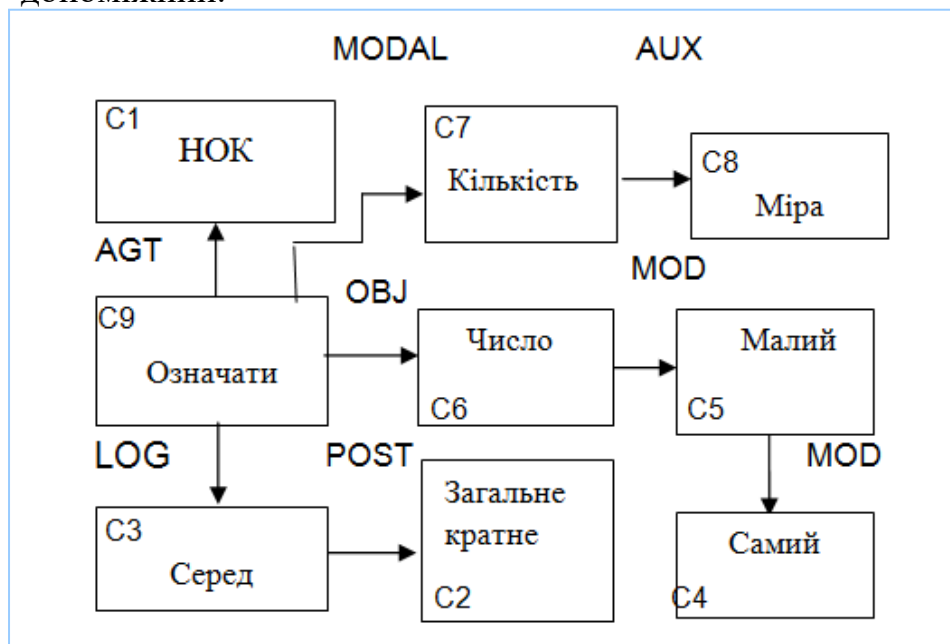 допоміжний.
MODAL AUX
C1
НОК
C7
Кількість
C8
Міра
AGT
MOD
OBJ
C9
Означати
Число
C6
Малий
C5
LOG
POST
MOD
C3
Серед
Загальне
кратне
C2
Самий
C4